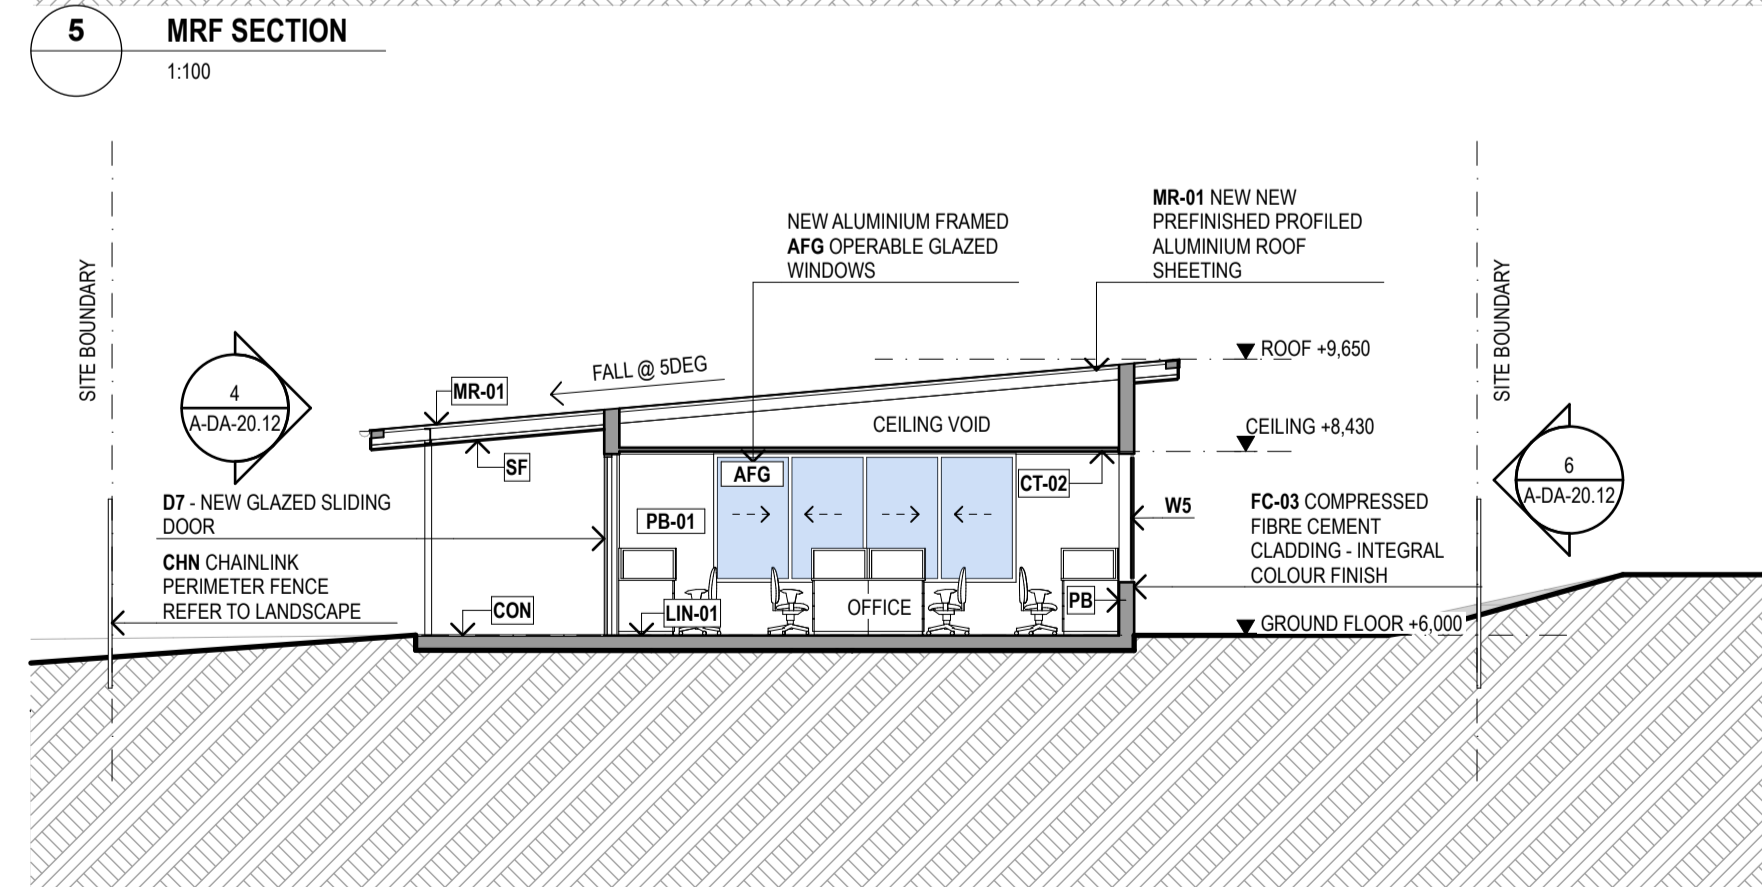 5
MRF SECTION
1:100
NEW ALUMINIUM FRAMED
AFG OPERABLE GLAZED
WINDOWS
MR-01 NEW NEW
PREFINISHED PROFILED
ALUMINIUM ROOF
SHEETING
SITE BOUNDARY
SITE BOUNDARY
ROOF +9,650
FALL @ 5DEG
MR-01
4
A-DA-20.12
CEILING VOID
CEILING +8,430
SF
AFG
CT-02
6
A-DA-20.12
D7 - NEW GLAZED SLIDING
DOOR
PB-01
W5
FC-03 COMPRESSED
FIBRE CEMENT
CLADDING - INTEGRAL
COLOUR FINISH
CHN CHAINLINK
PERIMETER FENCE
REFER TO LANDSCAPE
CON
LIN-01
OFFICE
PB
GROUND FLOOR +6,000